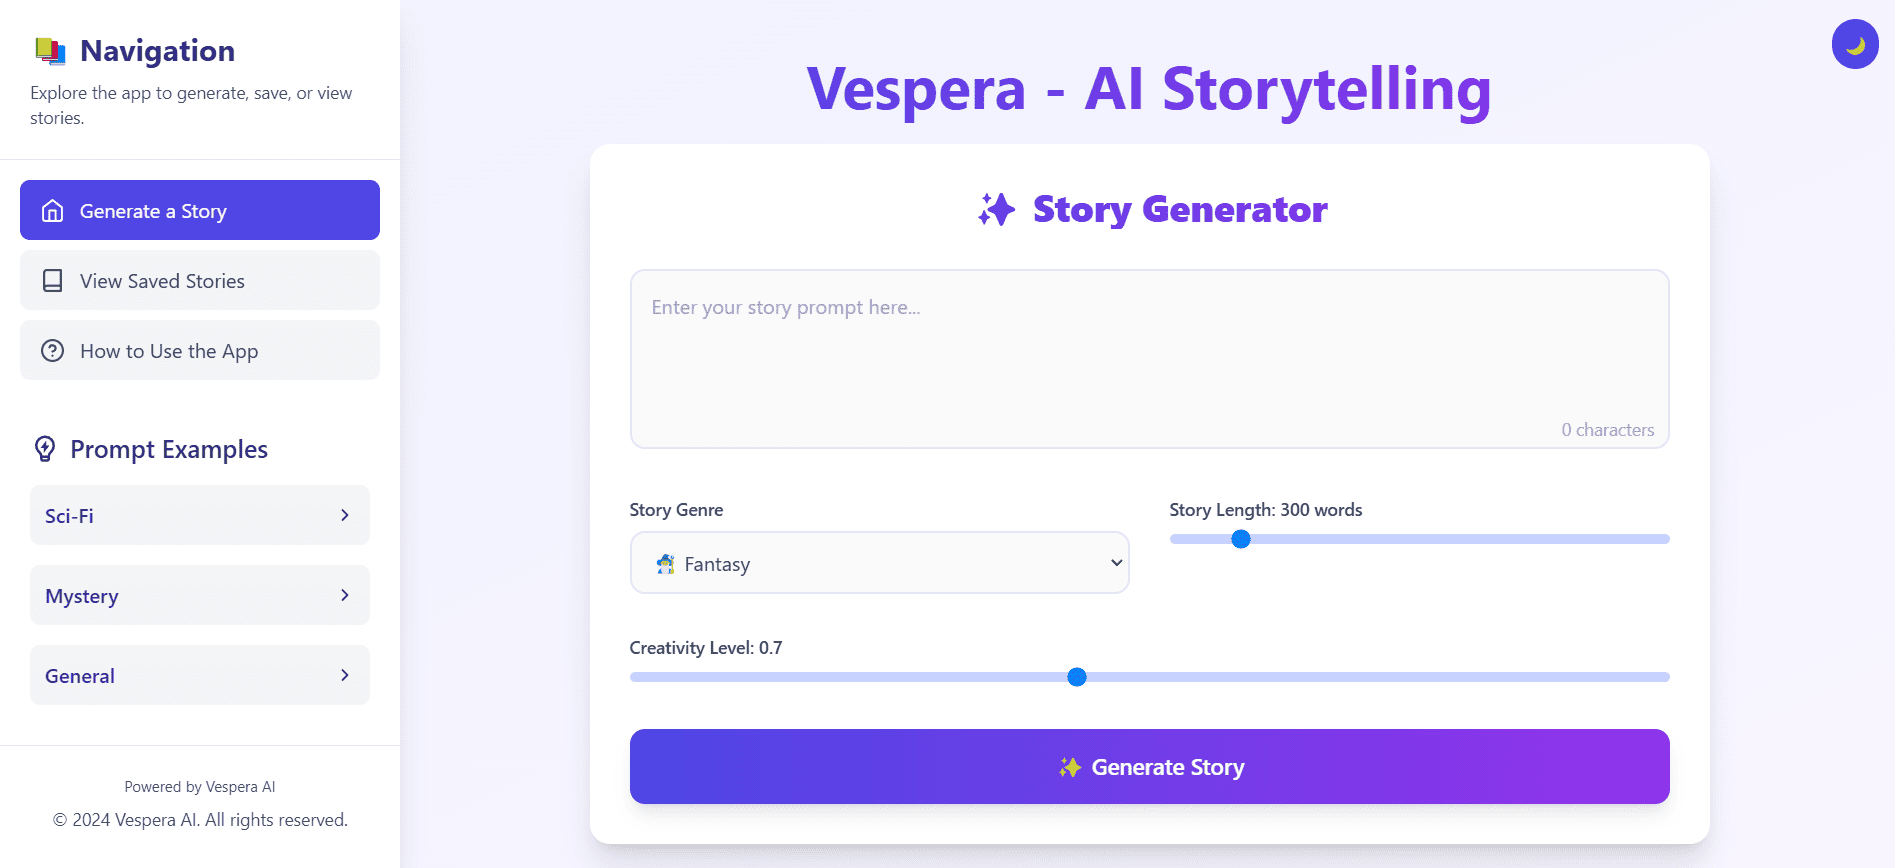 Navigation
Explore the app to generate, save, or view
stories.
Generate a Story
View Saved Stories
How to Use the App
Prompt Examples
Sci-Fi
Mystery
General
Powered by Vespera AI
© 2024 Vespera AI. All rights reserved.
Vespera - AI Storytelling
Story Generator
Enter your story prompt here...
0 characters
Story Genre
Fantasy
Story Length: 300 words
Creativity Level: 0.7
Generate Story